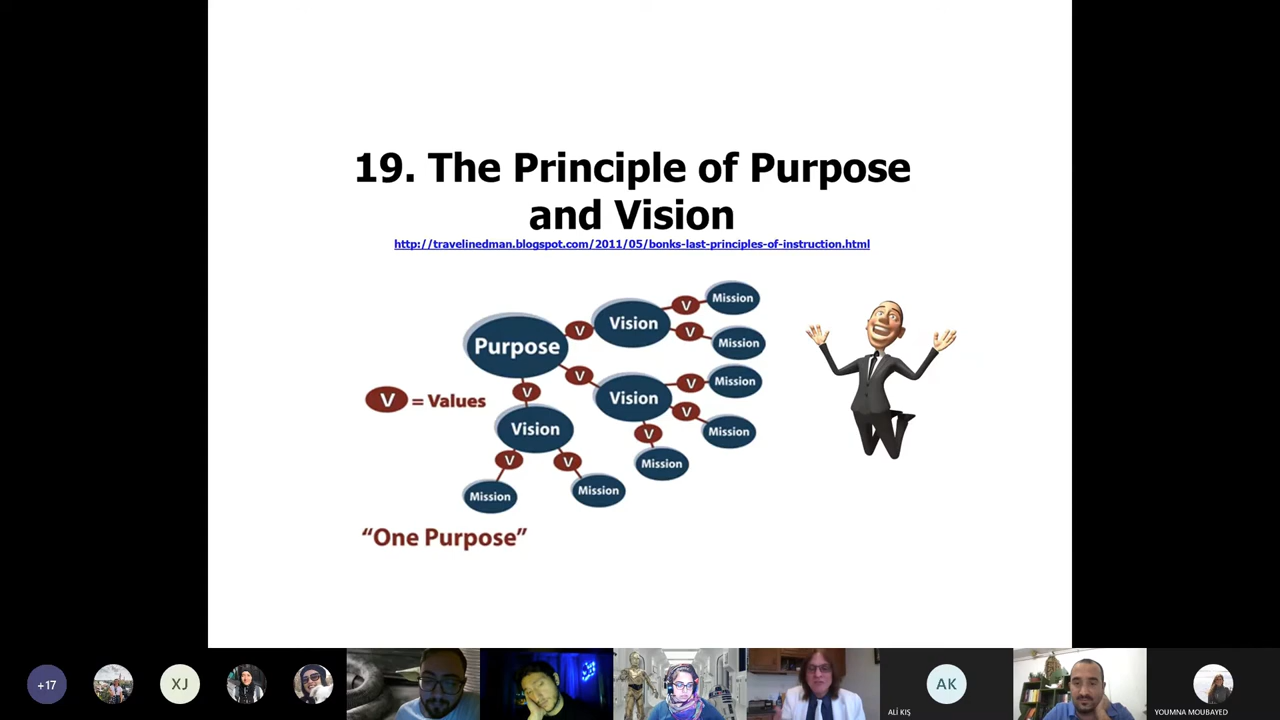 19. The Principle of Purpose
and Vision
http://travelinedman.blogspot.com/2011/05/bonks-last-principles-of-instruction.html
Purpose
V
Vision
V
Mission
V
Mission
V
Vision
V
Mission
V
Mission
V
Mission
V = Values
V
Vision
V
Mission
V
Mission
"One Purpose"
+17
XJ
AK
ALİ KIŞ
YOUMNA MOUBAYED